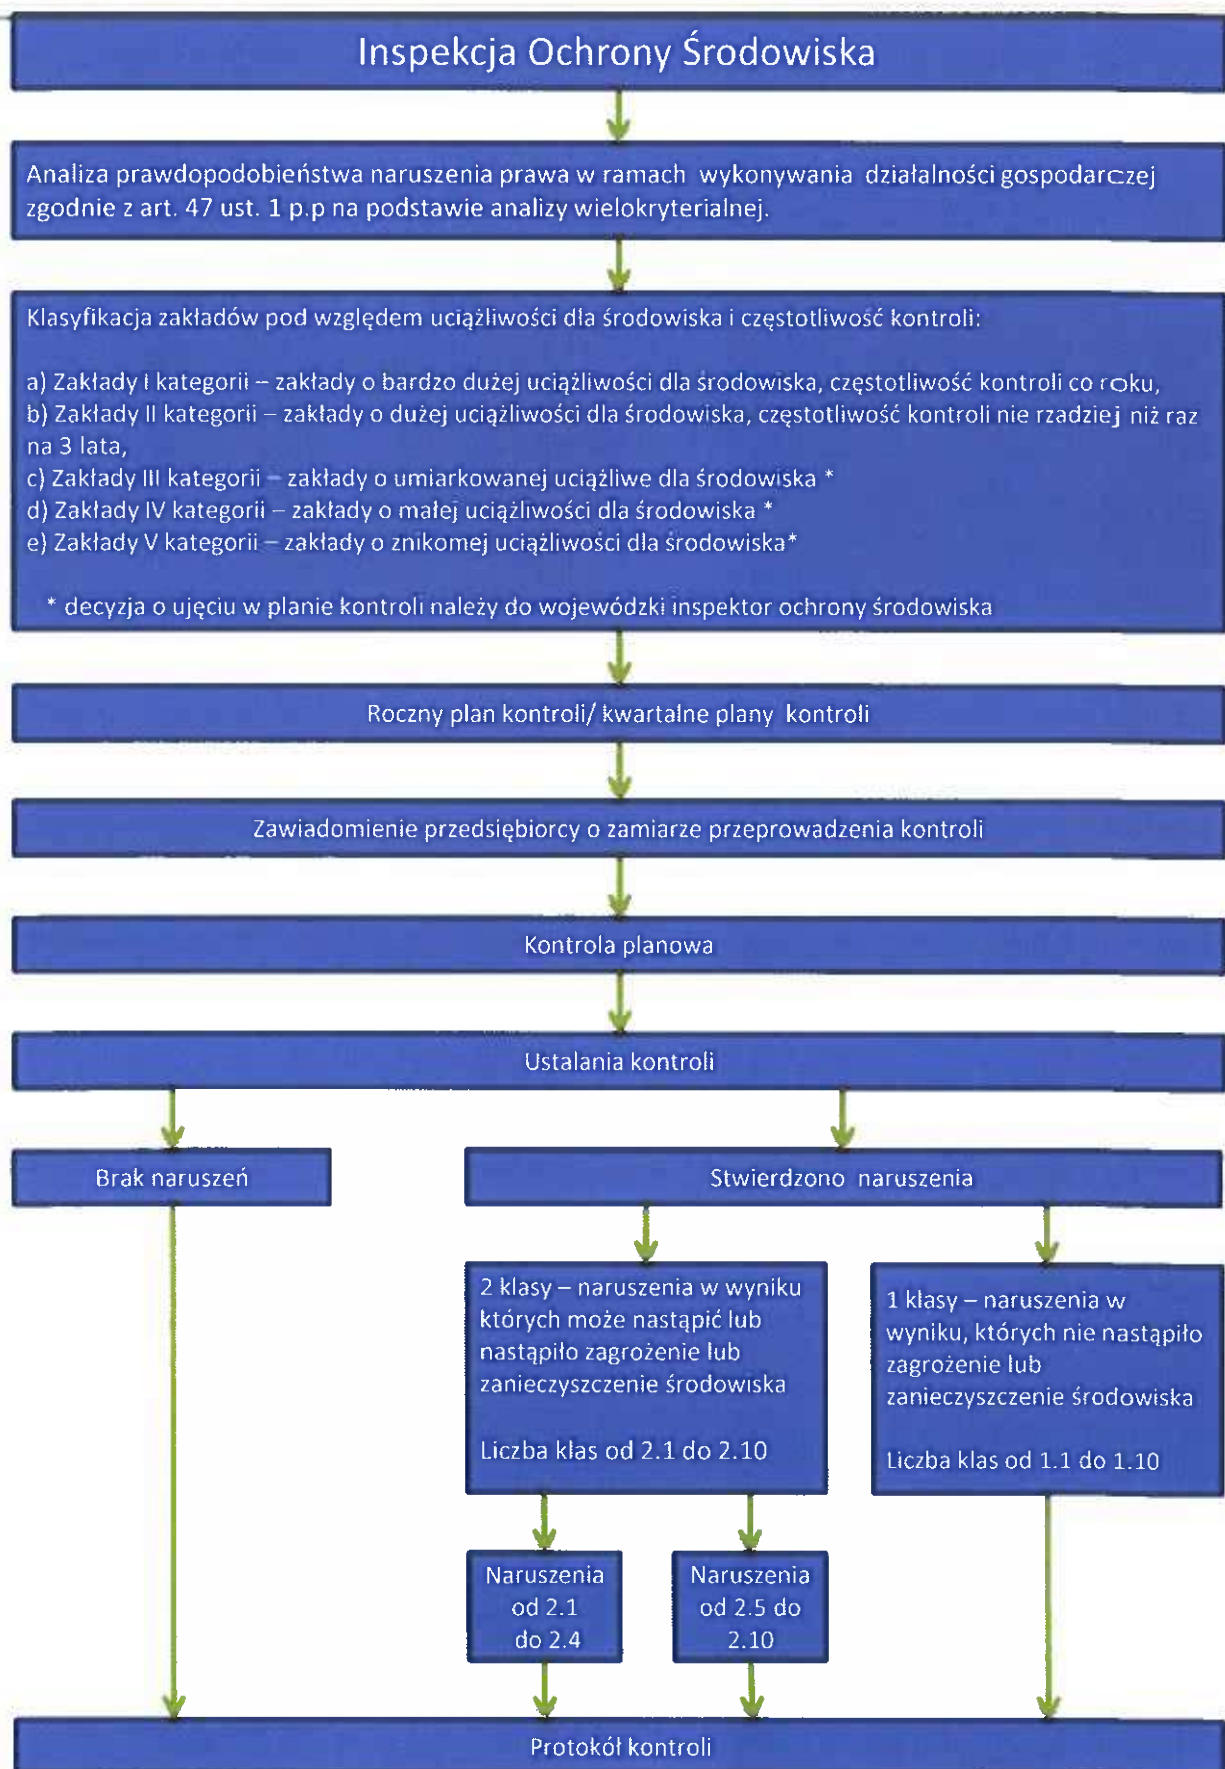 Inspekcja Ochrony Środowiska
Analiza prawdopodobieństwa naruszenia prawa w ramach wykonywania działalności gospodarczej
zgodnie z art. 47 ust. 1 p.p na podstawie analizy wielokryterialnej.
Klasyfikacja zakładów pod względem uciążliwości dla środowiska i częstotliwość kontroli:
a) Zakłady I kategorii – zakłady o bardzo dużej uciążliwości dla środowiska, częstotliwość kontroli co roku,
b) Zakłady II kategorii – zakłady o dużej uciążliwości dla środowiska, częstotliwość kontroli nie rzadziej niż raz
na 3 lata,
c) Zakłady III kategorii – zakłady o umiarkowanej uciążliwe dla środowiska *
d) Zakłady IV kategorii – zakłady o małej uciążliwości dla środowiska *
e) Zakłady V kategorii – zakłady o znikomej uciążliwości dla środowiska*
* decyzja o ujęciu w planie kontroli należy do wojewódzki inspektor ochrony środowiska
Roczny plan kontroli/ kwartalne plany kontroli
Zawiadomienie przedsiębiorcy o zamiarze przeprowadzenia kontroli
Kontrola planowa
Ustalania kontroli
Brak naruszeń
Stwierdzono naruszenia
2 klasy – naruszenia w wyniku
których może nastąpić lub
nastąpiło zagrożenie lub
zanieczyszczenie środowiska
Liczba klas od 2.1 do 2.10
1 klasy – naruszenia w
wyniku, których nie nastąpiło
zagrożenie lub
zanieczyszczenie środowiska
Liczba klas od 1.1 do 1.10
Naruszenia
od 2.1
do 2.4
Naruszenia
od 2.5 do
2.10
Protokół kontroli